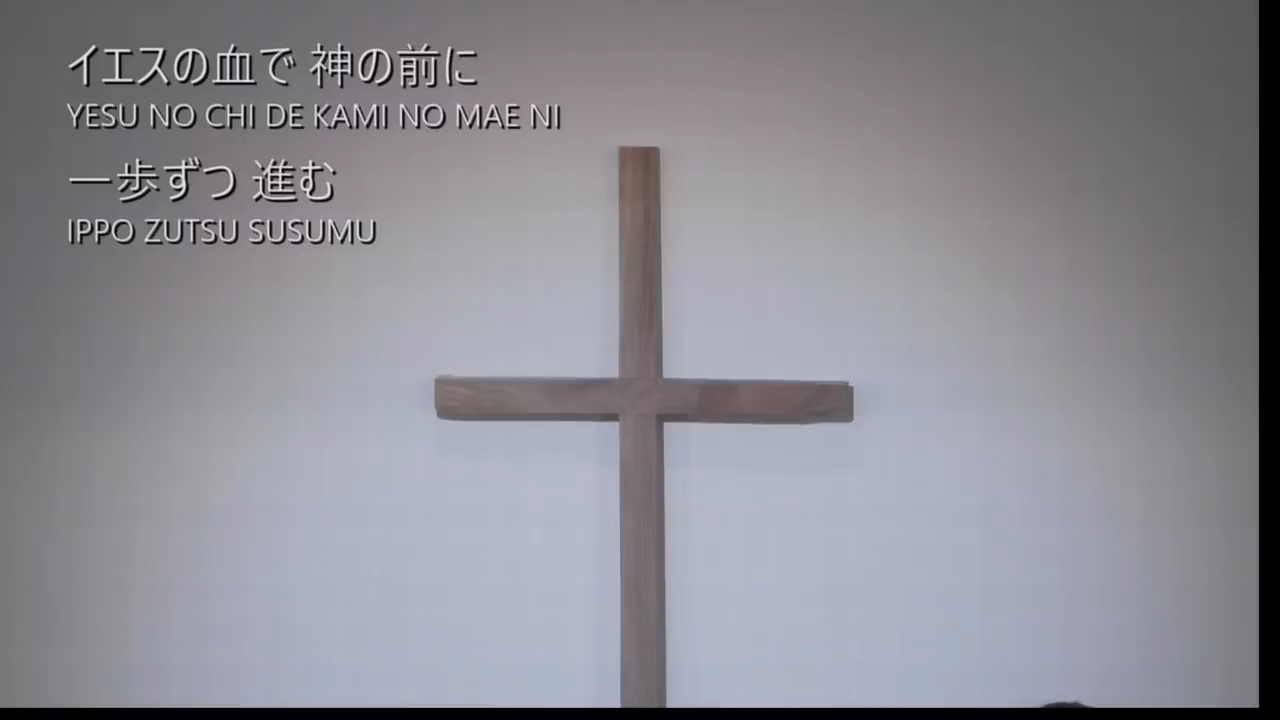 イエスの血で 神の前に
YESU NO CHI DE KAMI NO MAE NI
一歩ずつ 進む
IPPO ZUTSU SUSUMU